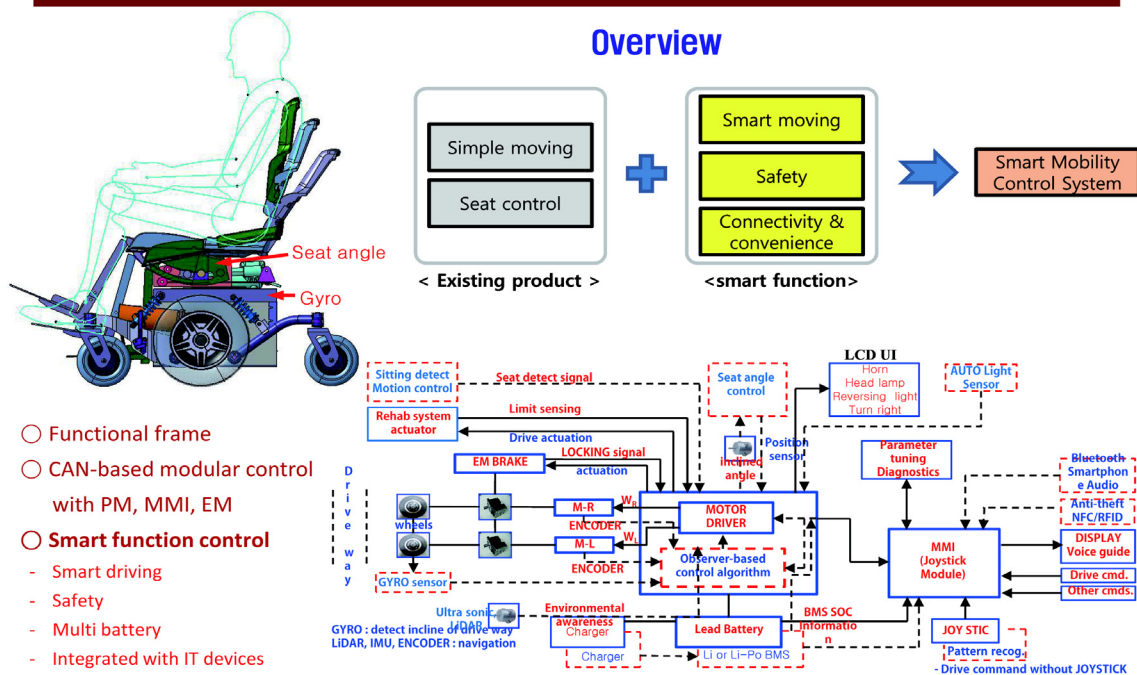 Overview
Simple moving
Seat control
< Existing product >
Smart moving
Safety
Connectivity &
convenience
<smart function>
Smart Mobility
Control System
Seat angle
Gyro
○ Functional frame
○ CAN-based modular control
with PM, MMI, EM
○ Smart function control
- Smart driving
- Safety
- Multi battery
- Integrated with IT devices
Sitting detect
Motion control
Seat detect signal
Rehab system
actuator
Limit sensing
Drive actuation
EM BRAKE
LOCKING signal
actuation
Drive way
wheels
M-R
W_R
ENCODER
M-L
W_L
ENCODER
GYRO sensor
Seat angle
control
inclined
angle
Position
sensor
LCD UI
Horn
Head lamp
Reversing light
Turn right
AUTO Light
Sensor
MOTOR
DRIVER
Observer-based
control algorithm
Parameter
tuning
Diagnostics
Bluetooth
Smartphon
e Audio
Anti-theft
NFC/RFID
MMI
(Joystick
Module)
DISPLAY
Voice guide
Drive cmd.
Other cmds.
JOY STIC
Pattern recog.
- Drive command without JOYSTICK
Ultra sonic,
LiDAR
Environmental
awareness
GYRO : detect incline of drive way
LiDAR, IMU, ENCODER : navigation
Charger
Charger
Lead Battery
Li or Li-Po BMS
BMS SOC
Informatio
n